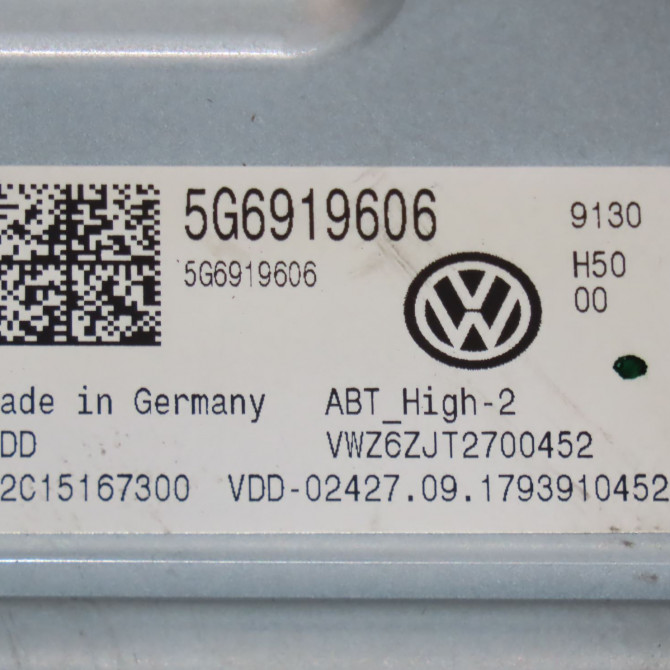 5G6919606
9130
5G6919606
H50
00
ade in Germany ABT_High-2
DD VWZ6ZJT2700452
2C15167300 VDD-02427.09.1793910452